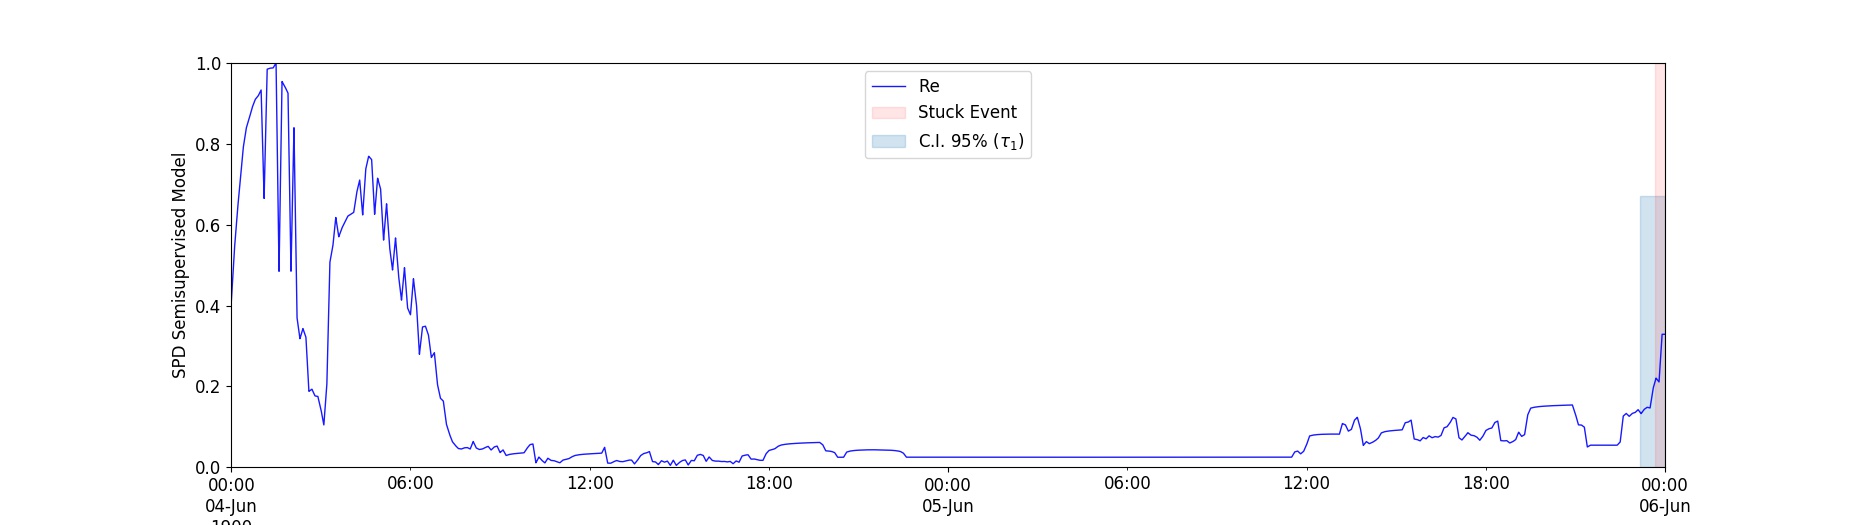 1.0
0.8
0.6
0.4
0.2
0.0
SPD Semisupervised Model
Re
Stuck Event
C.I. 95% (τ₁)
00:00 06:00 12:00 18:00 00:00 06:00 12:00 18:00 00:00
04-Jun 05-Jun 06-Jun
1900